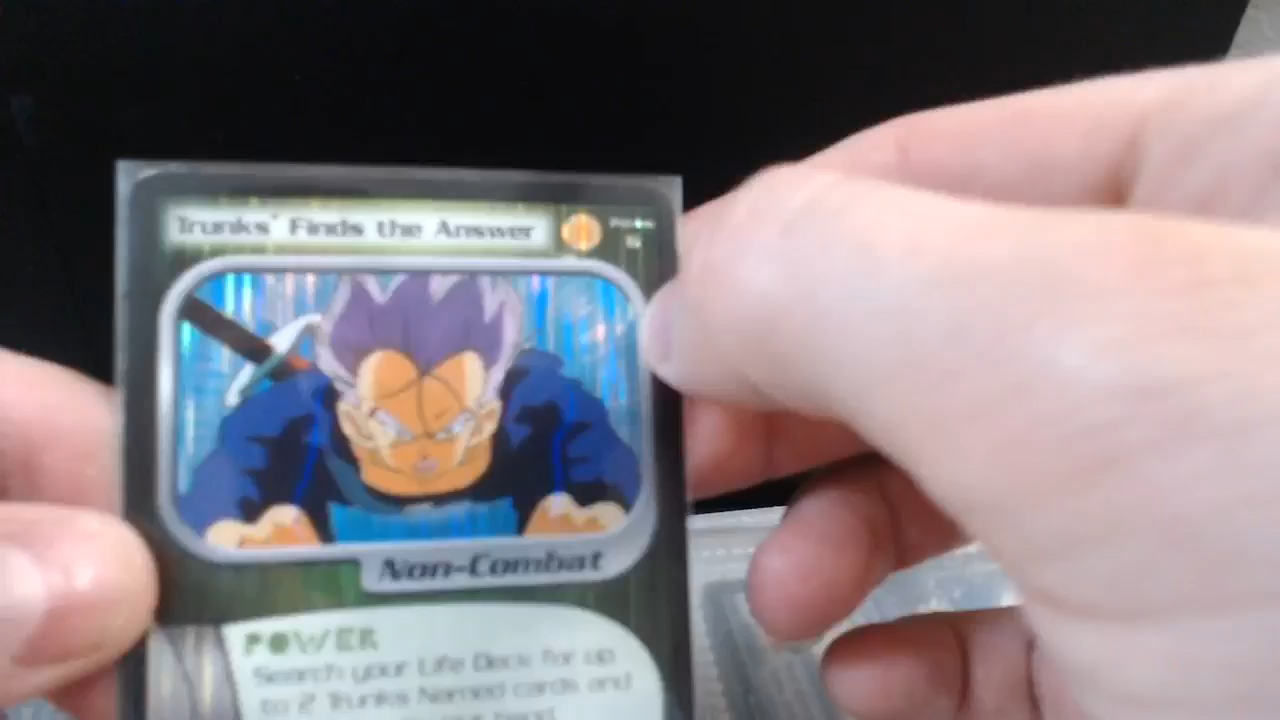 Trunks' Finds the Answer
Non-Combat
POWER
Search your Life Deck for up
to 2 Trunks Named cards and
hand